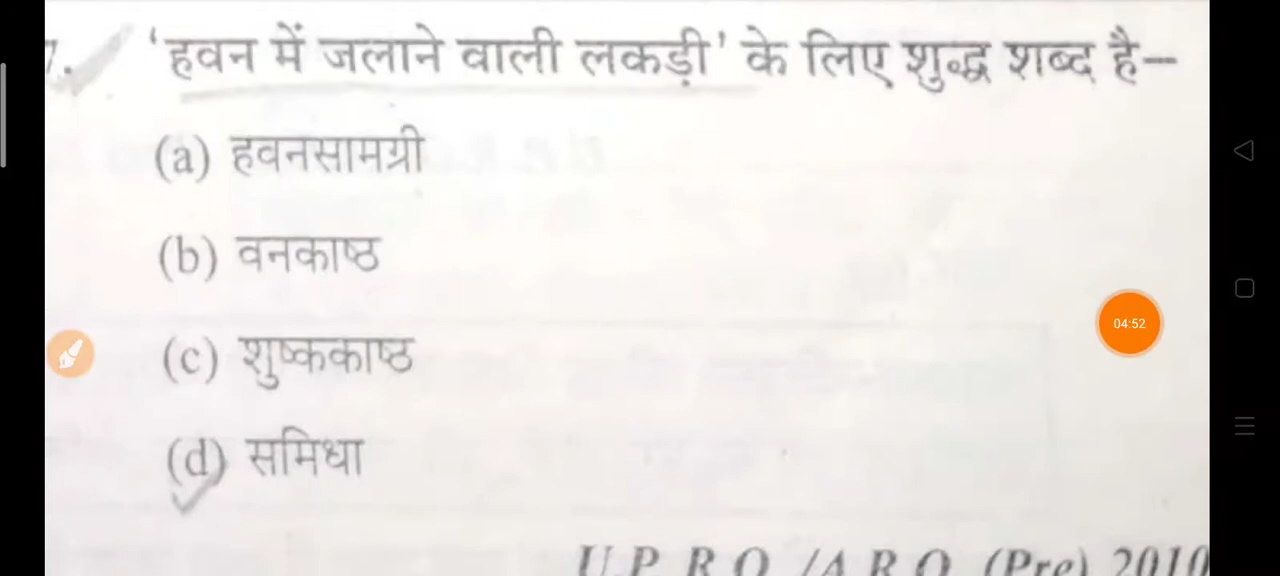 7. 'हवन में जलाने वाली लकड़ी' के लिए शुद्ध शब्द है–
(a) हवनसामग्री
(b) वनकाष्ठ
(c) शुष्ककाष्ठ
04:52
(d) समिधा
U.P. R.O./A.R.O. (Pre) 2010